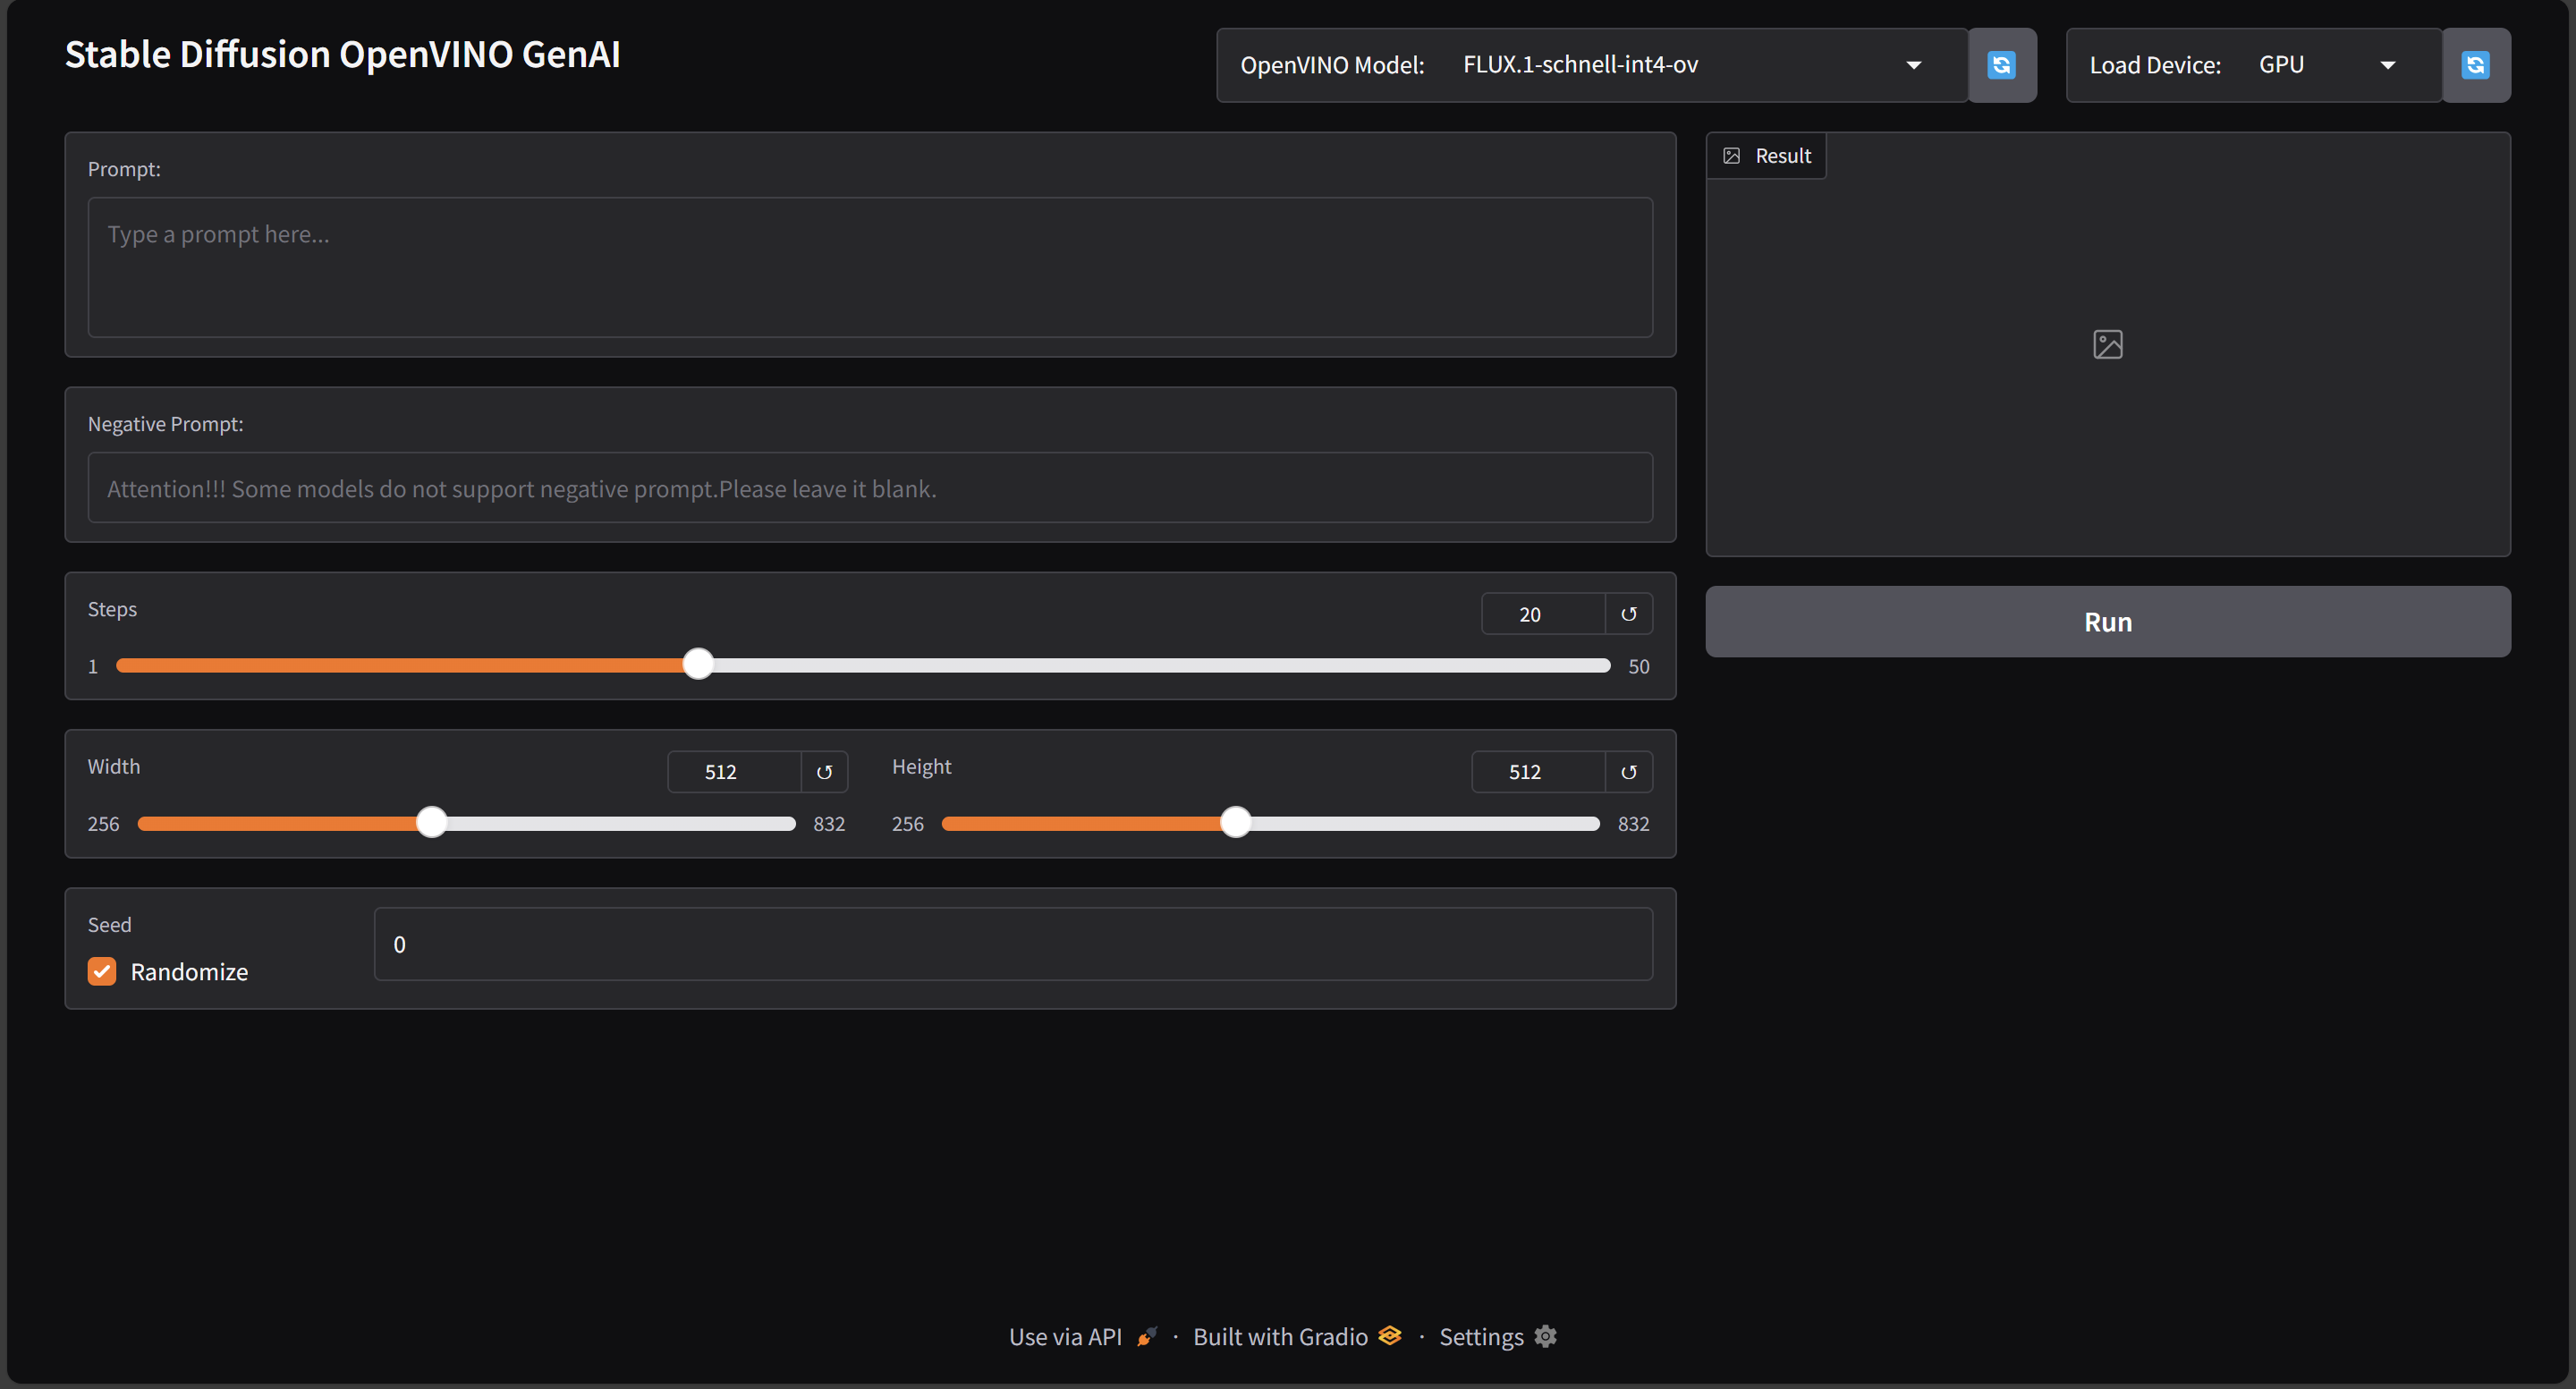 Stable Diffusion OpenVINO GenAI
OpenVINO Model: FLUX.1-schnell-int4-ov
Load Device: GPU
Prompt:
Type a prompt here...
Negative Prompt:
Attention!!! Some models do not support negative prompt.Please leave it blank.
Steps
20
1
50
Width
512
256
832
Height
512
256
832
Seed
Randomize
0
Result
Run
Use via API · Built with Gradio · Settings